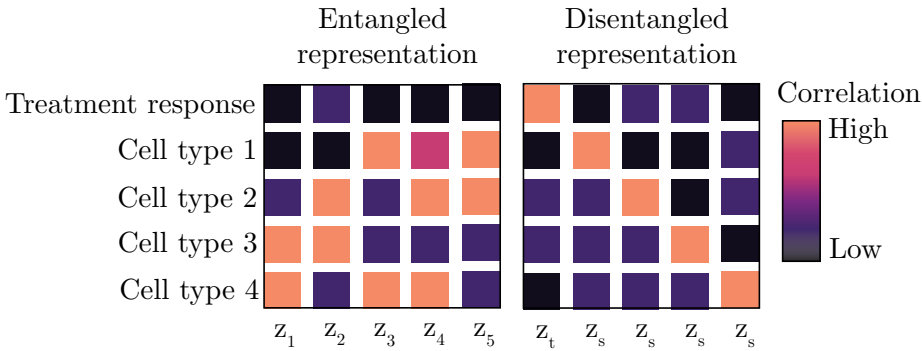 Entangled
representation
Disentangled
representation
Treatment response
Cell type 1
Cell type 2
Cell type 3
Cell type 4
z1 z2 z3 z4 z5
zt zs zs zs zs
Correlation
High
Low